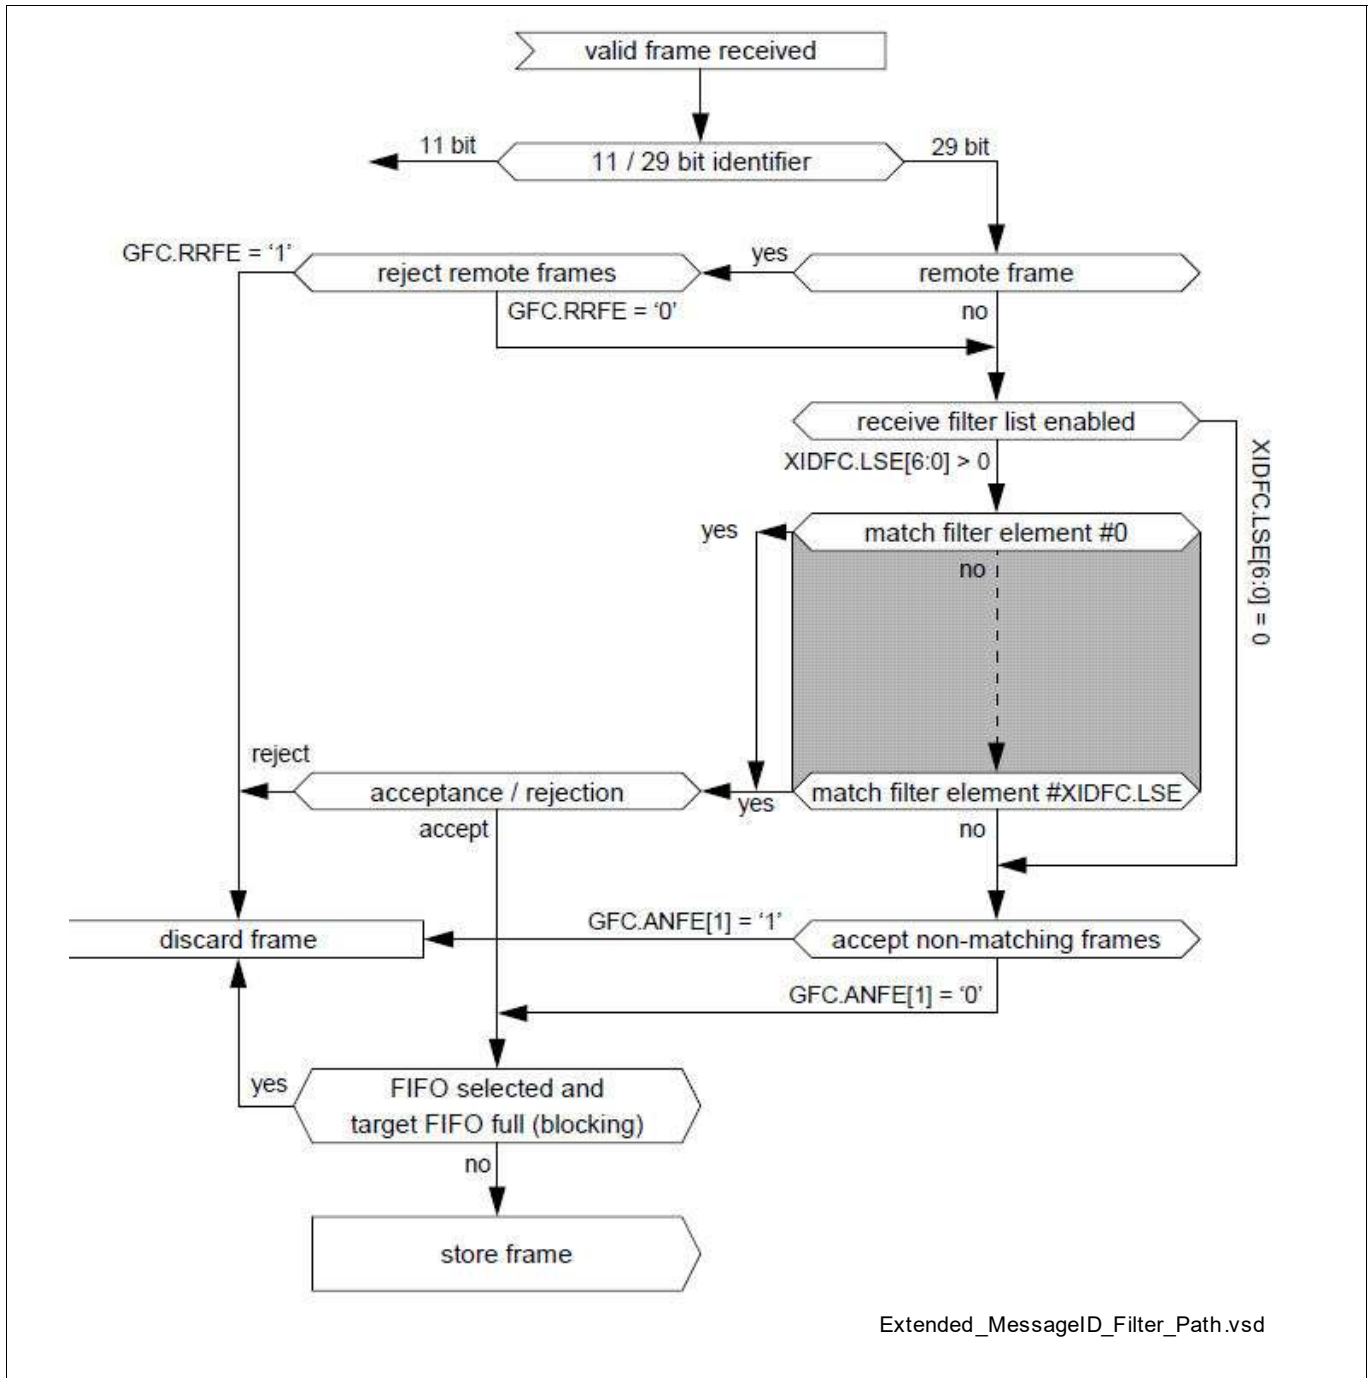 valid frame received
11 bit
11 / 29 bit identifier
29 bit
GFC.RRFE = ‘1’
reject remote frames
yes
remote frame
GFC.RRFE = ‘0’
no
receive filter list enabled
XIDFC.LSE[6:0] > 0
XIDFC.LSE[6:0] = 0
yes
match filter element #0
no
reject
acceptance / rejection
yes
match filter element #XIDFC.LSE
accept
no
discard frame
GFC.ANFE[1] = ‘1’
accept non-matching frames
GFC.ANFE[1] = ‘0’
yes
FIFO selected and
target FIFO full (blocking)
no
store frame
Extended_MessageID_Filter_Path.vsd